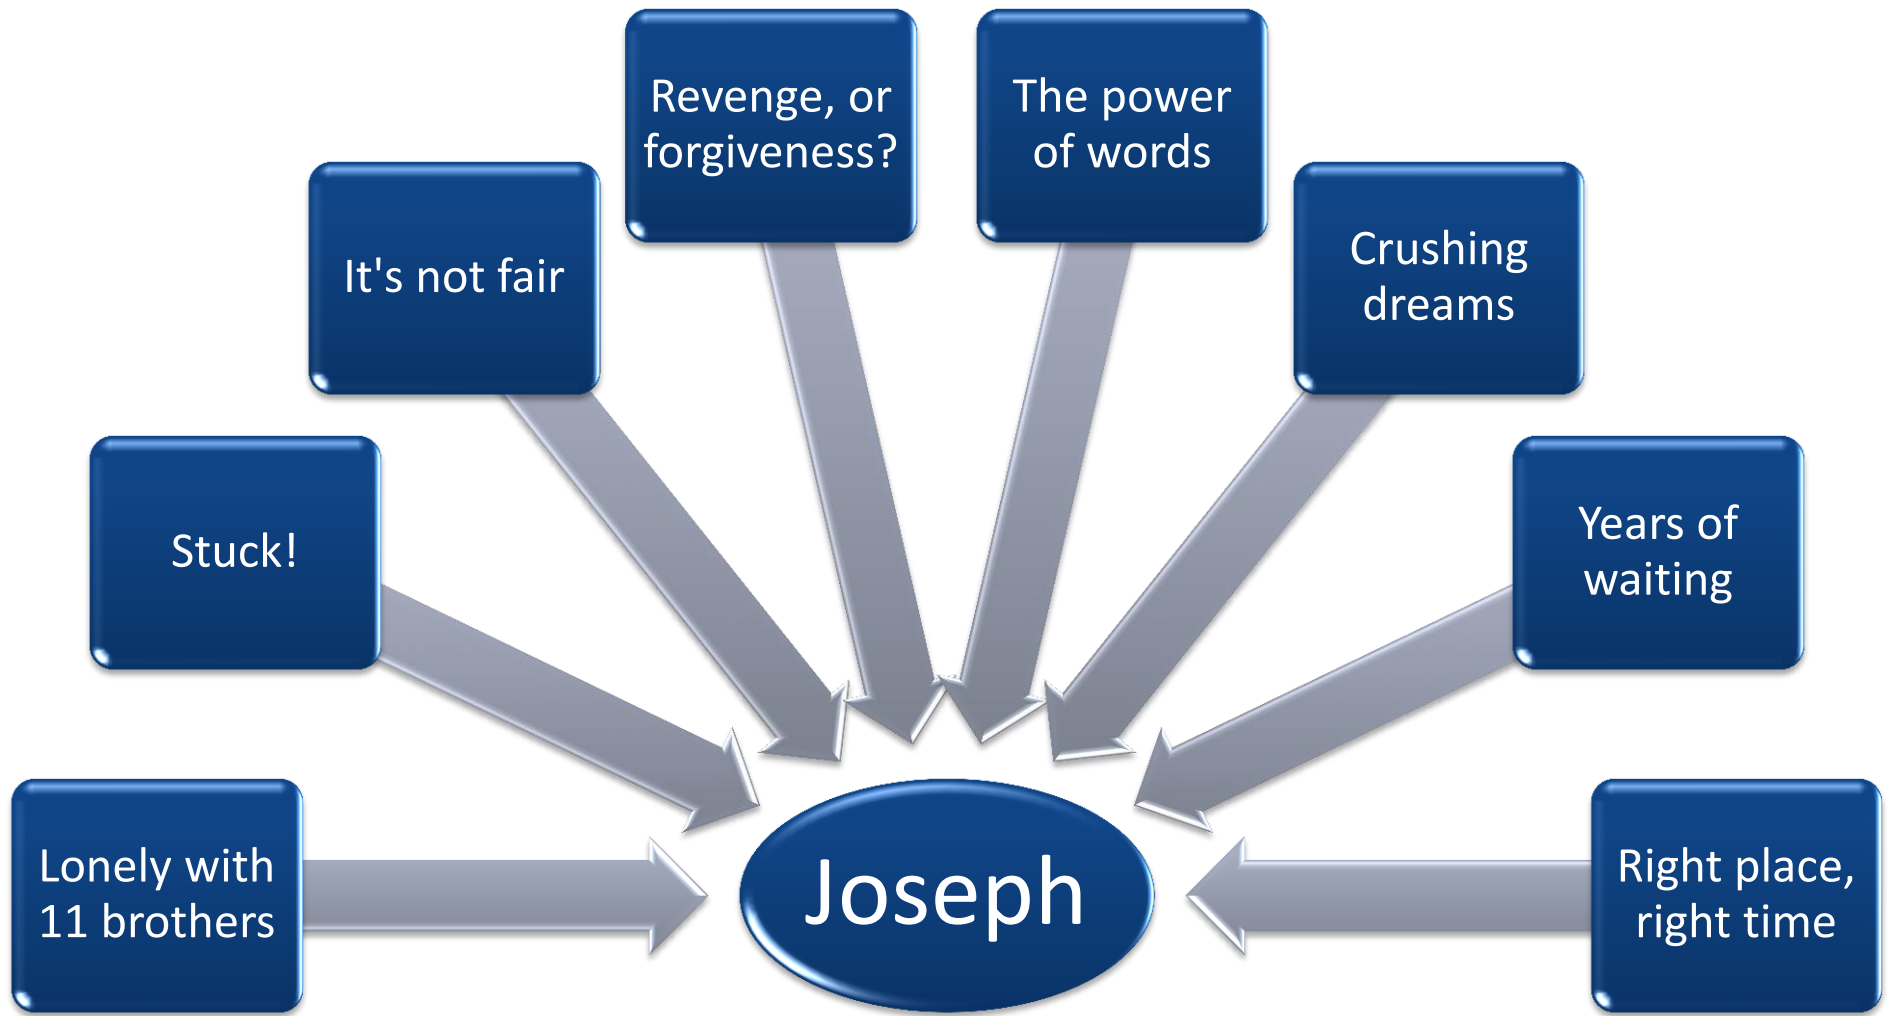 Revenge, or
forgiveness?
The power
of words
It's not fair
Crushing
dreams
Stuck!
Years of
waiting
Lonely with
11 brothers
Joseph
Right place,
right time